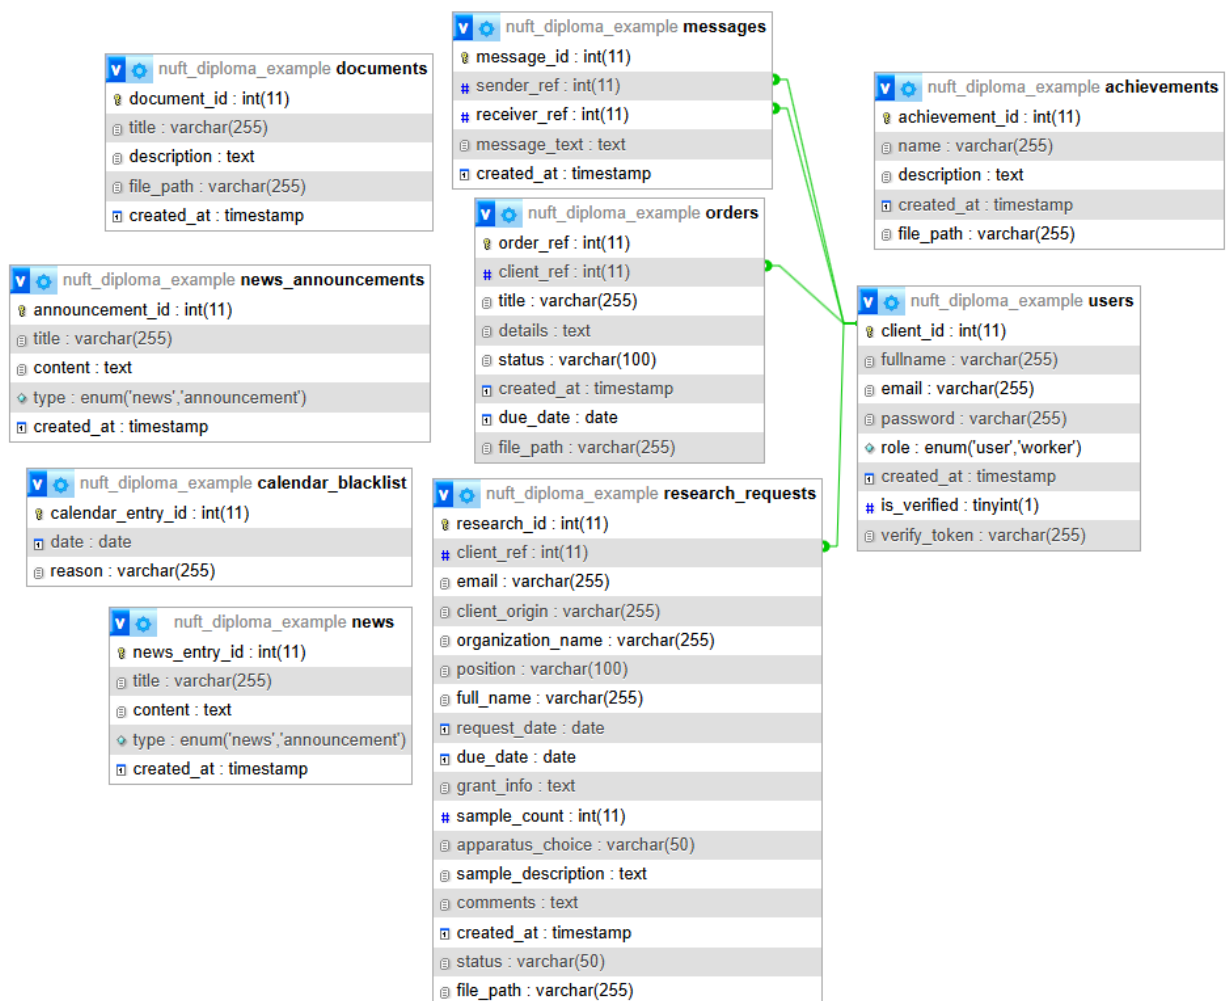 nuft_diploma_example messages
message_id : int(11)
sender_ref : int(11)
receiver_ref : int(11)
message_text : text
created_at : timestamp
nuft_diploma_example documents
document_id : int(11)
title : varchar(255)
description : text
file_path : varchar(255)
created_at : timestamp
nuft_diploma_example achievements
achievement_id : int(11)
name : varchar(255)
description : text
created_at : timestamp
file_path : varchar(255)
nuft_diploma_example orders
order_ref : int(11)
client_ref : int(11)
title : varchar(255)
details : text
status : varchar(100)
created_at : timestamp
due_date : date
file_path : varchar(255)
nuft_diploma_example news_announcements
announcement_id : int(11)
title : varchar(255)
content : text
type : enum('news','announcement')
created_at : timestamp
nuft_diploma_example users
client_id : int(11)
fullname : varchar(255)
email : varchar(255)
password : varchar(255)
role : enum('user','worker')
created_at : timestamp
is_verified : tinyint(1)
verify_token : varchar(255)
nuft_diploma_example calendar_blacklist
calendar_entry_id : int(11)
date : date
reason : varchar(255)
nuft_diploma_example research_requests
research_id : int(11)
client_ref : int(11)
email : varchar(255)
client_origin : varchar(255)
organization_name : varchar(255)
position : varchar(100)
full_name : varchar(255)
request_date : date
due_date : date
grant_info : text
sample_count : int(11)
apparatus_choice : varchar(50)
sample_description : text
comments : text
created_at : timestamp
status : varchar(50)
file_path : varchar(255)
nuft_diploma_example news
news_entry_id : int(11)
title : varchar(255)
content : text
type : enum('news','announcement')
created_at : timestamp